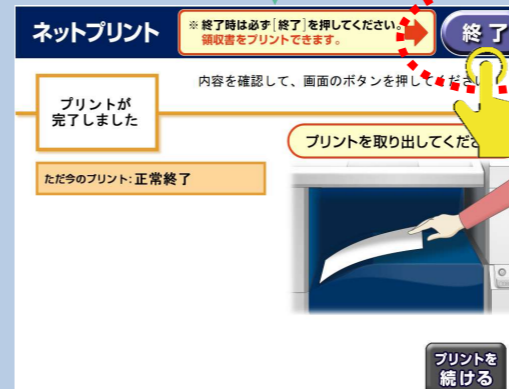 ネットプリント
※ 終了時は必ず[終了]を押してください。
領収書をプリントできます。
終了
内容を確認して、画面のボタンを押してください
プリントが
完了しました
プリントを取り出してくださ
ただ今のプリント:正常終了
プリントを
続ける